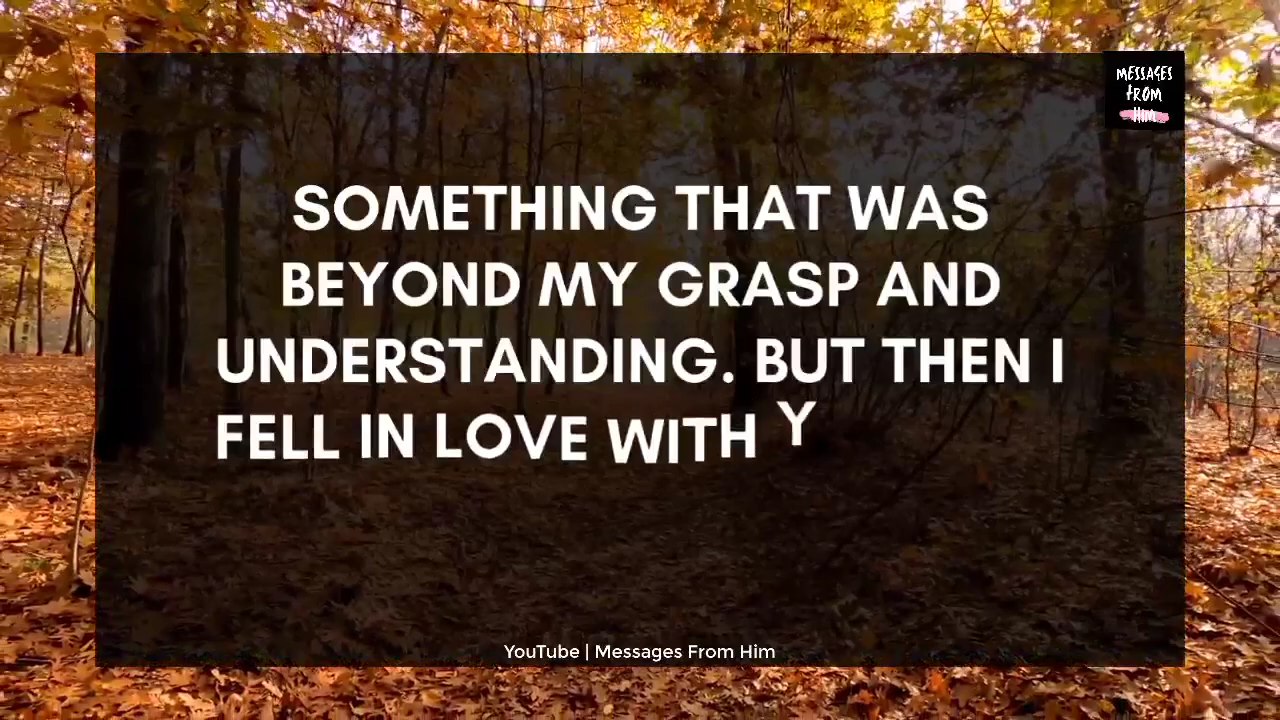 MESSAGES
FROM
HIM
SOMETHING THAT WAS
BEYOND MY GRASP AND
UNDERSTANDING. BUT THEN I
FELL IN LOVE WITH Y
YouTube | Messages From Him